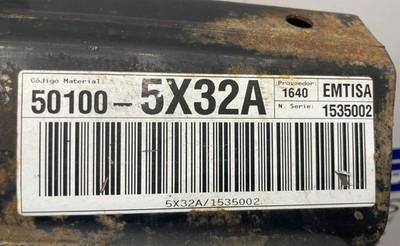 Código Material:
50100-5X32A
Proveedor
1640
EMTISA
N. Serie:
1535002
5X32A/1535002